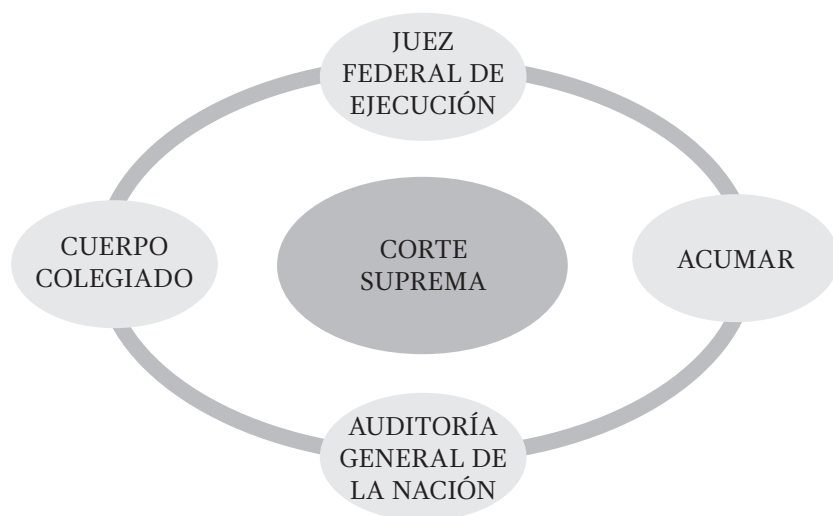 JUEZ
FEDERAL DE
EJECUCIÓN
CUERPO
COLEGIADO
CORTE
SUPREMA
ACUMAR
AUDITORÍA
GENERAL DE
LA NACIÓN